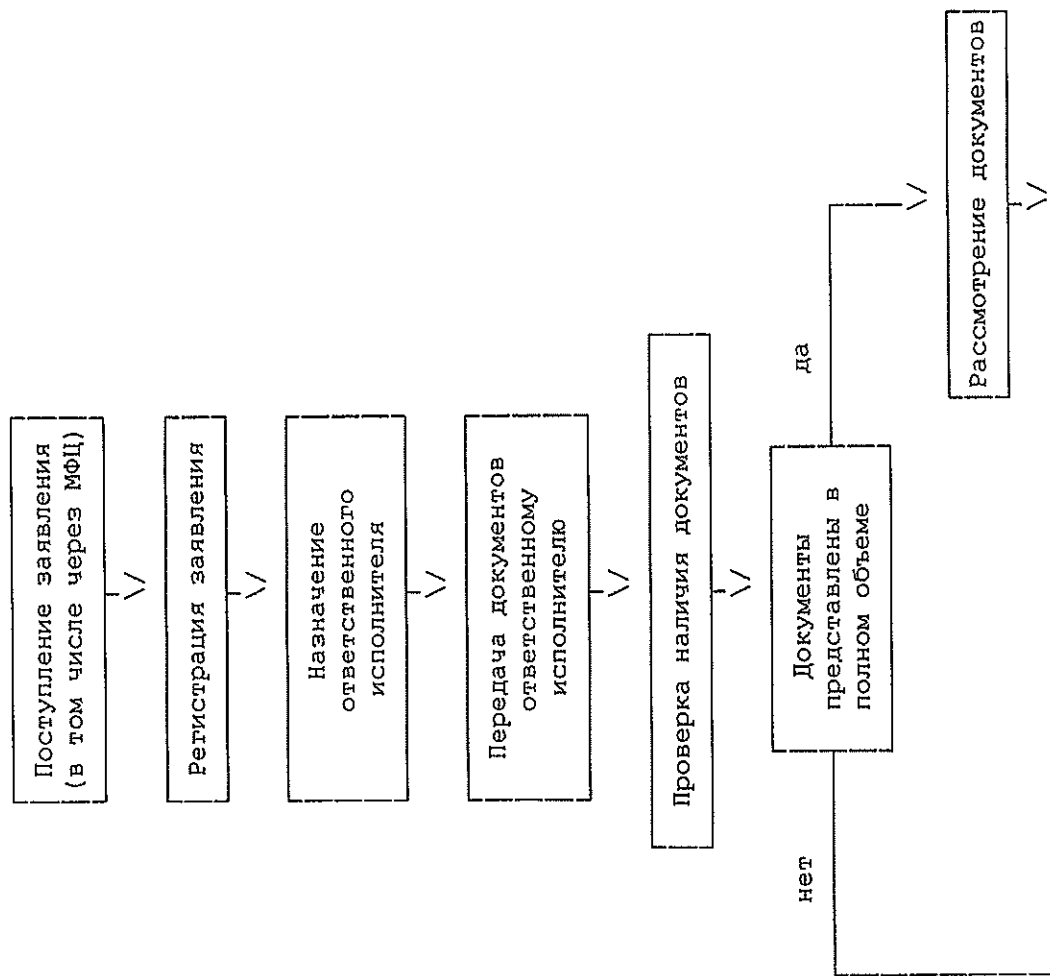 Поступление заявления
(в том числе через МФЦ)
Регистрация заявления
Назначение
ответственного
исполнителя
Передача документов
ответственному
исполнителю
Проверка наличия документов
Документы
представлены в
полном объеме
нет
да
Рассмотрение документов